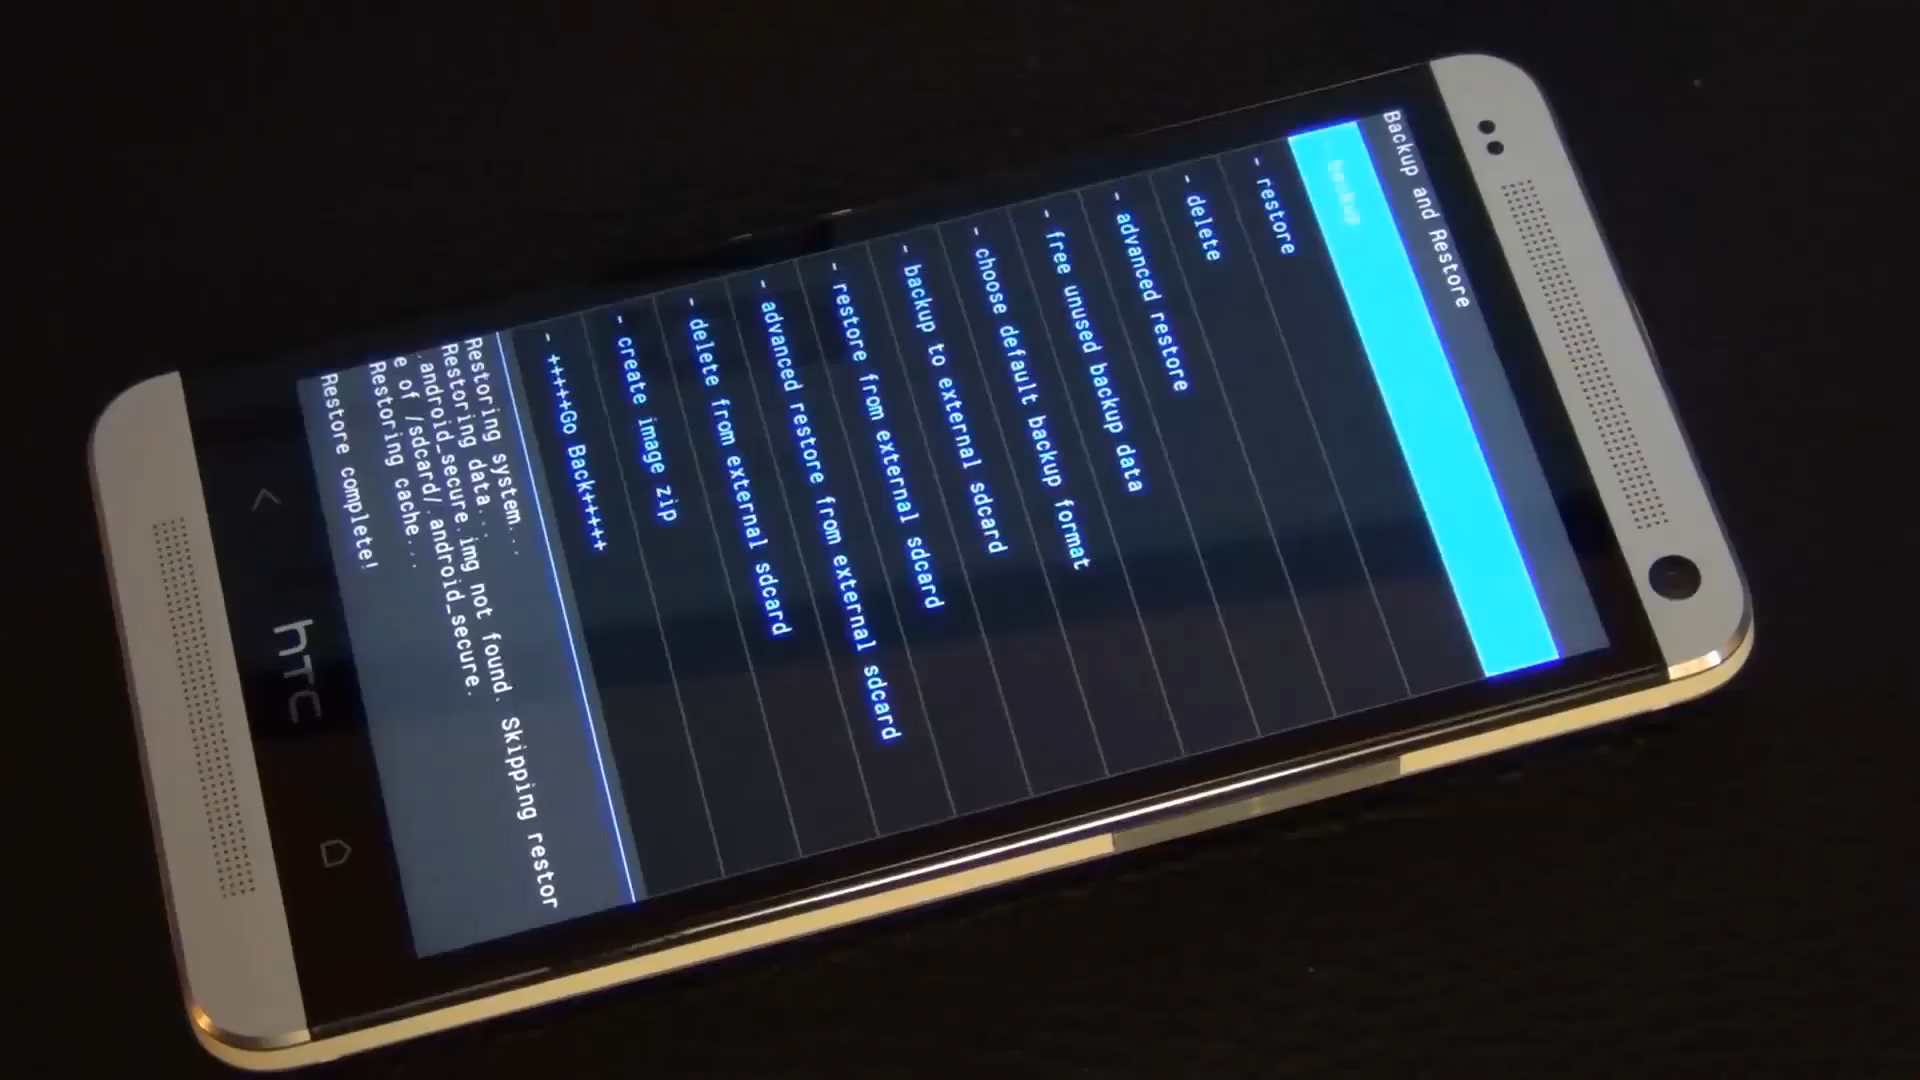 Backup and Restore
- backup
- restore
- delete
- advanced restore
- free unused backup data
- choose default backup format
- backup to external sdcard
- restore from external sdcard
- advanced restore from external sdcard
- delete from external sdcard
- create image zip
- +++++Go Back+++++
Restoring system...
Restoring data...
.android_secure.img not found. Skipping restor
e of /sdcard/.android_secure.
Restoring cache...
Restore complete!
hTC